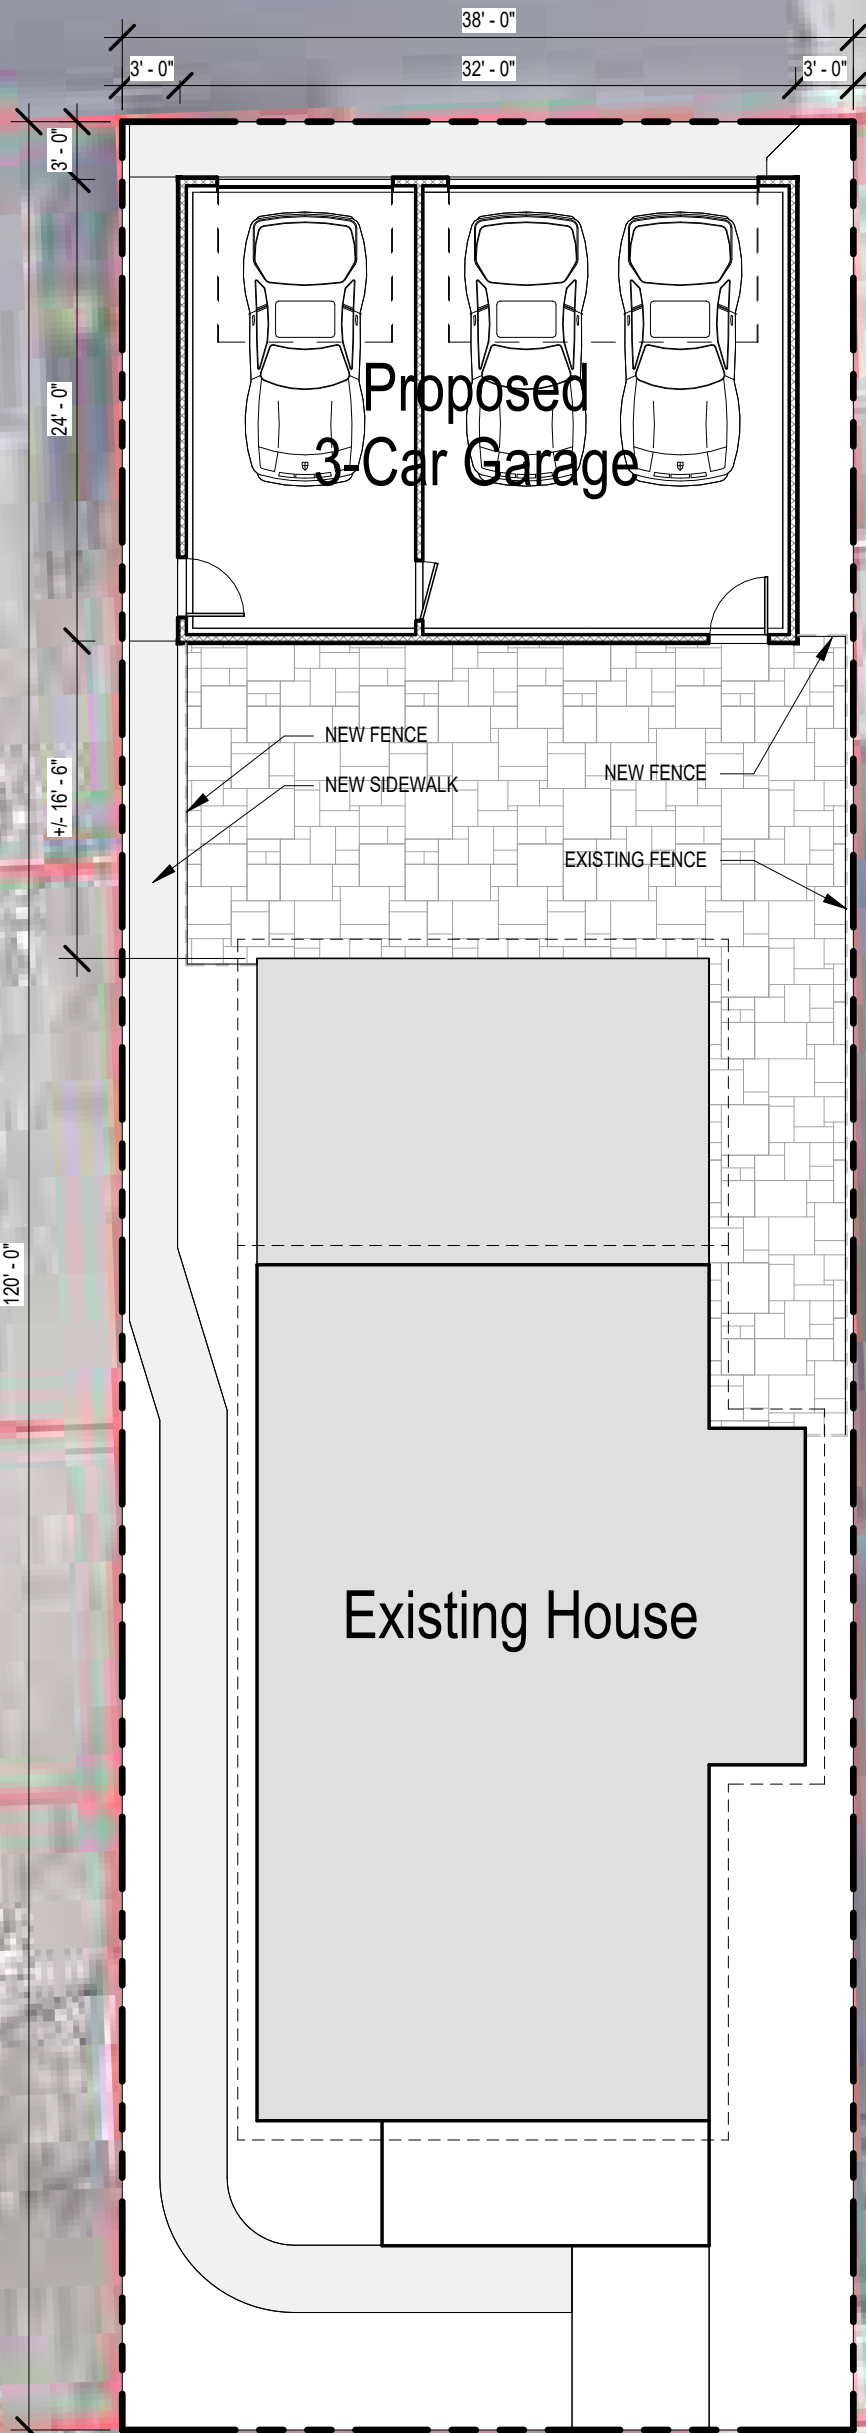 38' - 0"
3' - 0"
32' - 0"
3' - 0"
3' - 0"
24' - 0"
Proposed
3-Car Garage
NEW FENCE
NEW SIDEWALK
NEW FENCE
EXISTING FENCE
+/- 16' - 6"
120' - 0"
Existing House